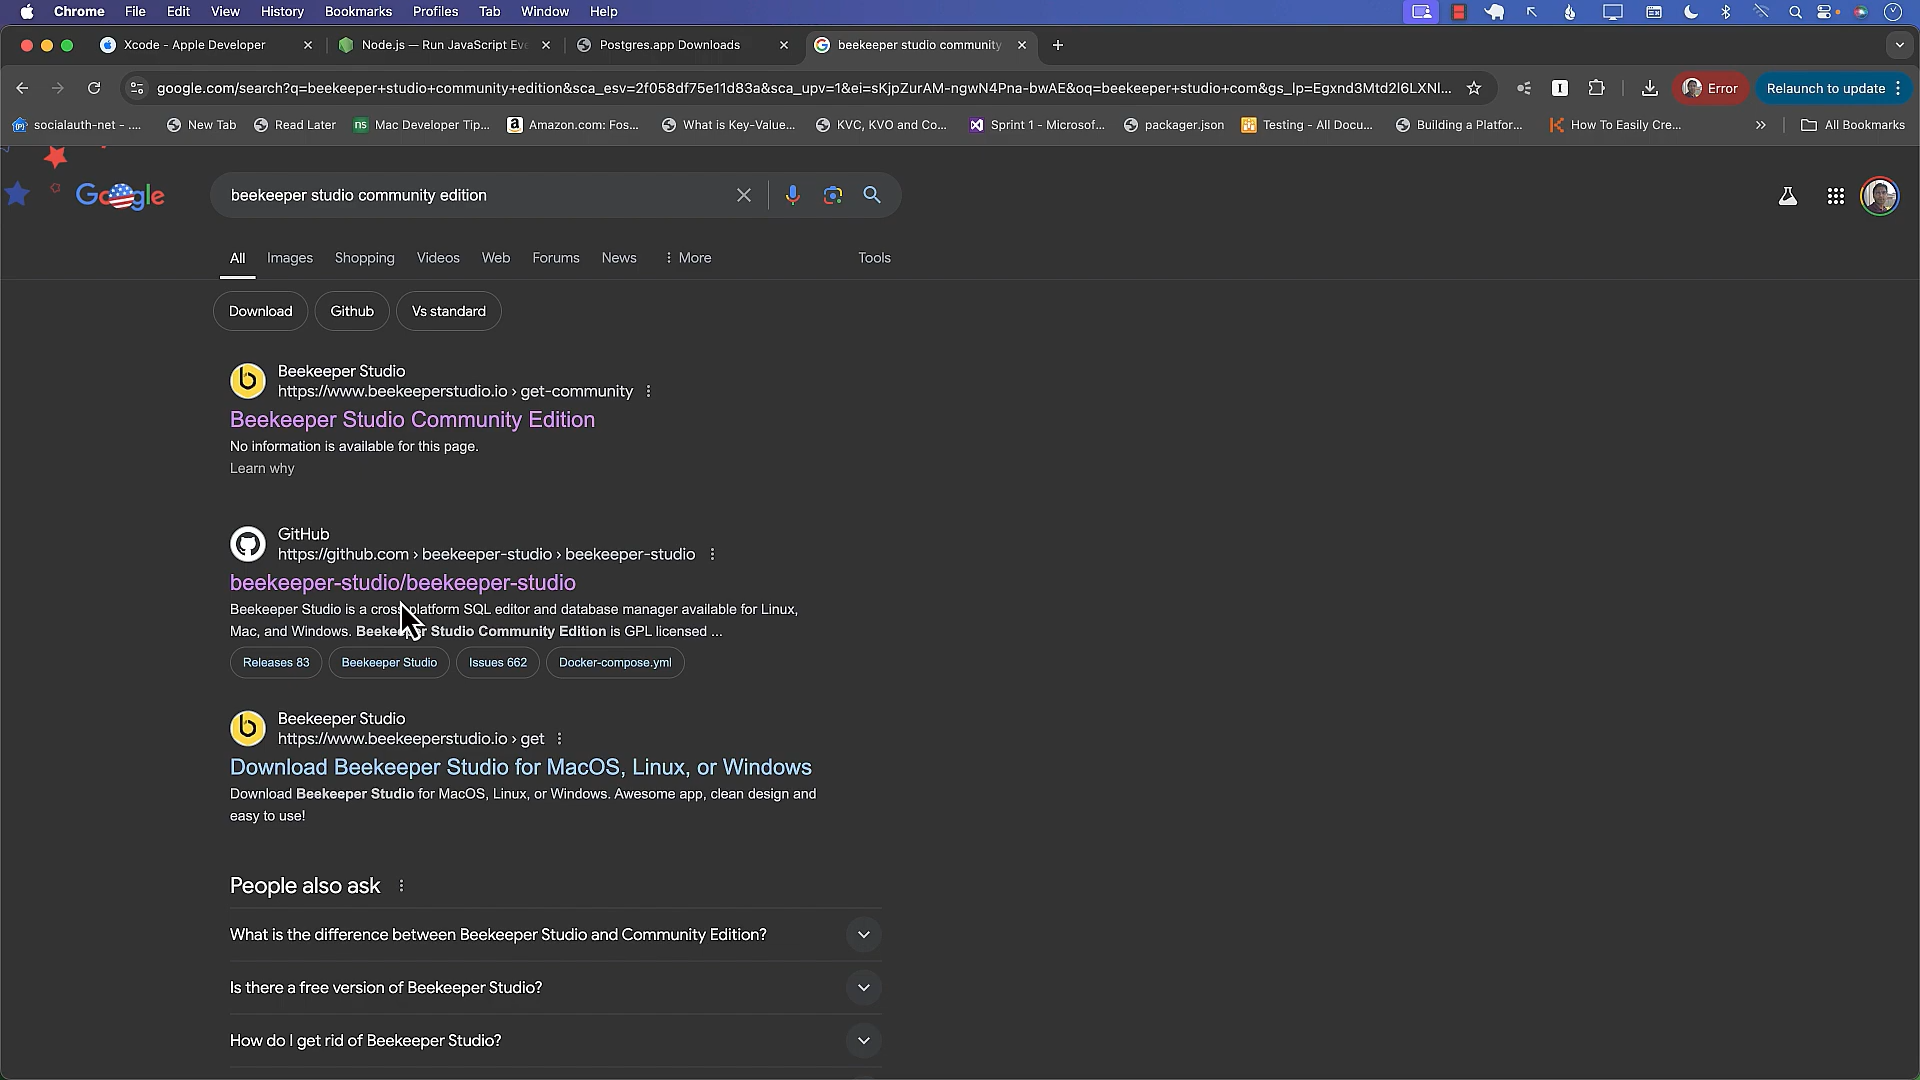 Chrome File Edit View History Bookmarks Profiles Tab Window Help
Xcode - Apple Developer
Node.js — Run JavaScript Eve
Postgres.app Downloads
beekeeper studio community
google.com/search?q=beekeeper+studio+community+edition&sca_esv=2f058df75e11d83a&sca_upv=1&ei=sKjpZurAM-ngwN4Pna-bwAE&oq=beekeeper+studio+com&gs_lp=Egxnd3Mtd2l6LXNl...
Error
Relaunch to update
socialauth-net - .... New Tab Read Later Mac Developer Tip... Amazon.com: Fos... What is Key-Value... KVC, KVO and Co... Sprint 1 - Microsof... packager.json Testing - All Docu... Building a Platfor... How To Easily Cre... » All Bookmarks
Google
beekeeper studio community edition
All Images Shopping Videos Web Forums News More Tools
Download Github Vs standard
Beekeeper Studio
https://www.beekeeperstudio.io › get-community
Beekeeper Studio Community Edition
No information is available for this page.
Learn why
GitHub
https://github.com › beekeeper-studio › beekeeper-studio
beekeeper-studio/beekeeper-studio
Beekeeper Studio is a cross-platform SQL editor and database manager available for Linux,
Mac, and Windows. Beekeeper Studio Community Edition is GPL licensed ...
Releases 83 Beekeeper Studio Issues 662 Docker-compose.yml
Beekeeper Studio
https://www.beekeeperstudio.io › get
Download Beekeeper Studio for MacOS, Linux, or Windows
Download Beekeeper Studio for MacOS, Linux, or Windows. Awesome app, clean design and
easy to use!
People also ask
What is the difference between Beekeeper Studio and Community Edition?
Is there a free version of Beekeeper Studio?
How do I get rid of Beekeeper Studio?